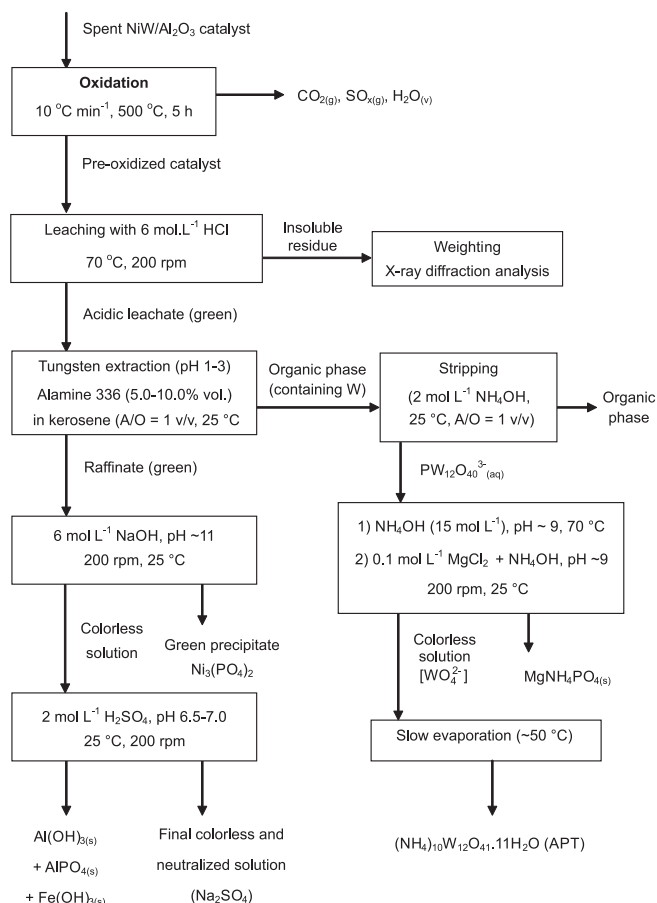 Spent NiW/Al₂O₃ catalyst
Oxidation
10 °C min⁻¹, 500 °C, 5 h
CO₂(g), SOₓ(g), H₂O(v)
Pre-oxidized catalyst
Leaching with 6 mol.L⁻¹ HCl
70 °C, 200 rpm
Insoluble
residue
Weighting
X-ray diffraction analysis
Acidic leachate (green)
Tungsten extraction (pH 1-3)
Alamine 336 (5.0-10.0% vol.)
in kerosene (A/O = 1 v/v, 25 °C
Organic phase
(containing W)
Stripping
(2 mol L⁻¹ NH₄OH,
25 °C, A/O = 1 v/v)
Organic
phase
Raffinate (green)
PW₁₂O₄₀³⁻(aq)
6 mol L⁻¹ NaOH, pH ~11
200 rpm, 25 °C
1) NH₄OH (15 mol L⁻¹), pH ~ 9, 70 °C
2) 0.1 mol L⁻¹ MgCl₂ + NH₄OH, pH ~9
200 rpm, 25 °C
Colorless
solution
Green precipitate
Ni₃(PO₄)₂
Colorless
solution
[WO₄²⁻]
MgNH₄PO₄(s)
2 mol L⁻¹ H₂SO₄, pH 6.5-7.0
25 °C, 200 rpm
Slow evaporation (~50 °C)
Al(OH)₃(s)
+ AlPO₄(s)
+ Fe(OH)₃(s)
Final colorless and
neutralized solution
(Na₂SO₄)
(NH₄)₁₀W₁₂O₄₁.11H₂O (APT)